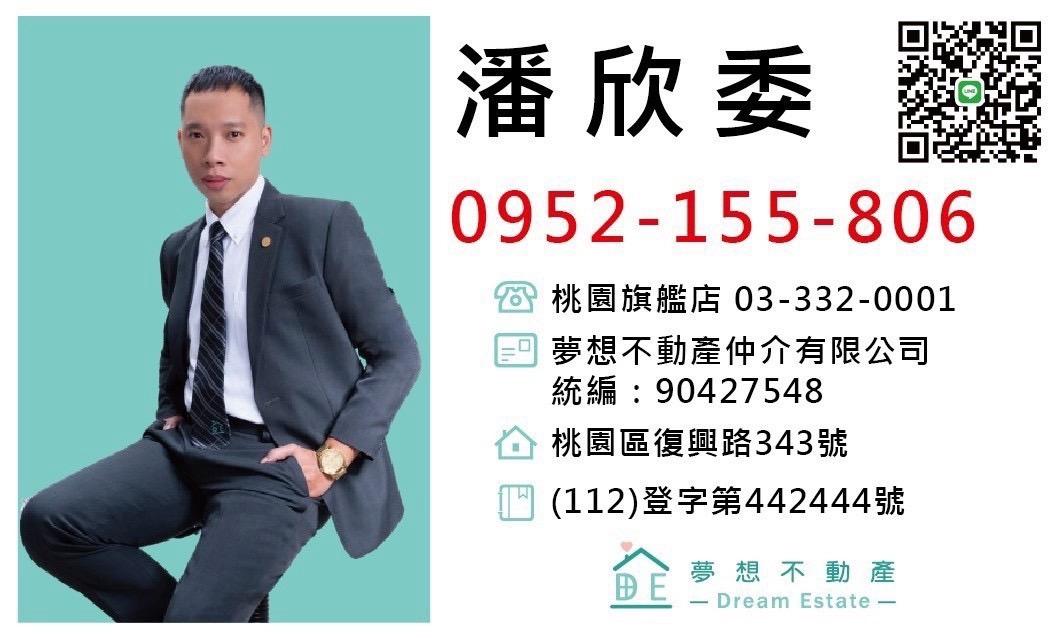 潘欣委
LINE
0952-155-806
桃園旗艦店 03-332-0001
夢想不動產仲介有限公司
統編：90427548
桃園區復興路343號
(112)登字第442444號
DE
夢想不動產
— Dream Estate —